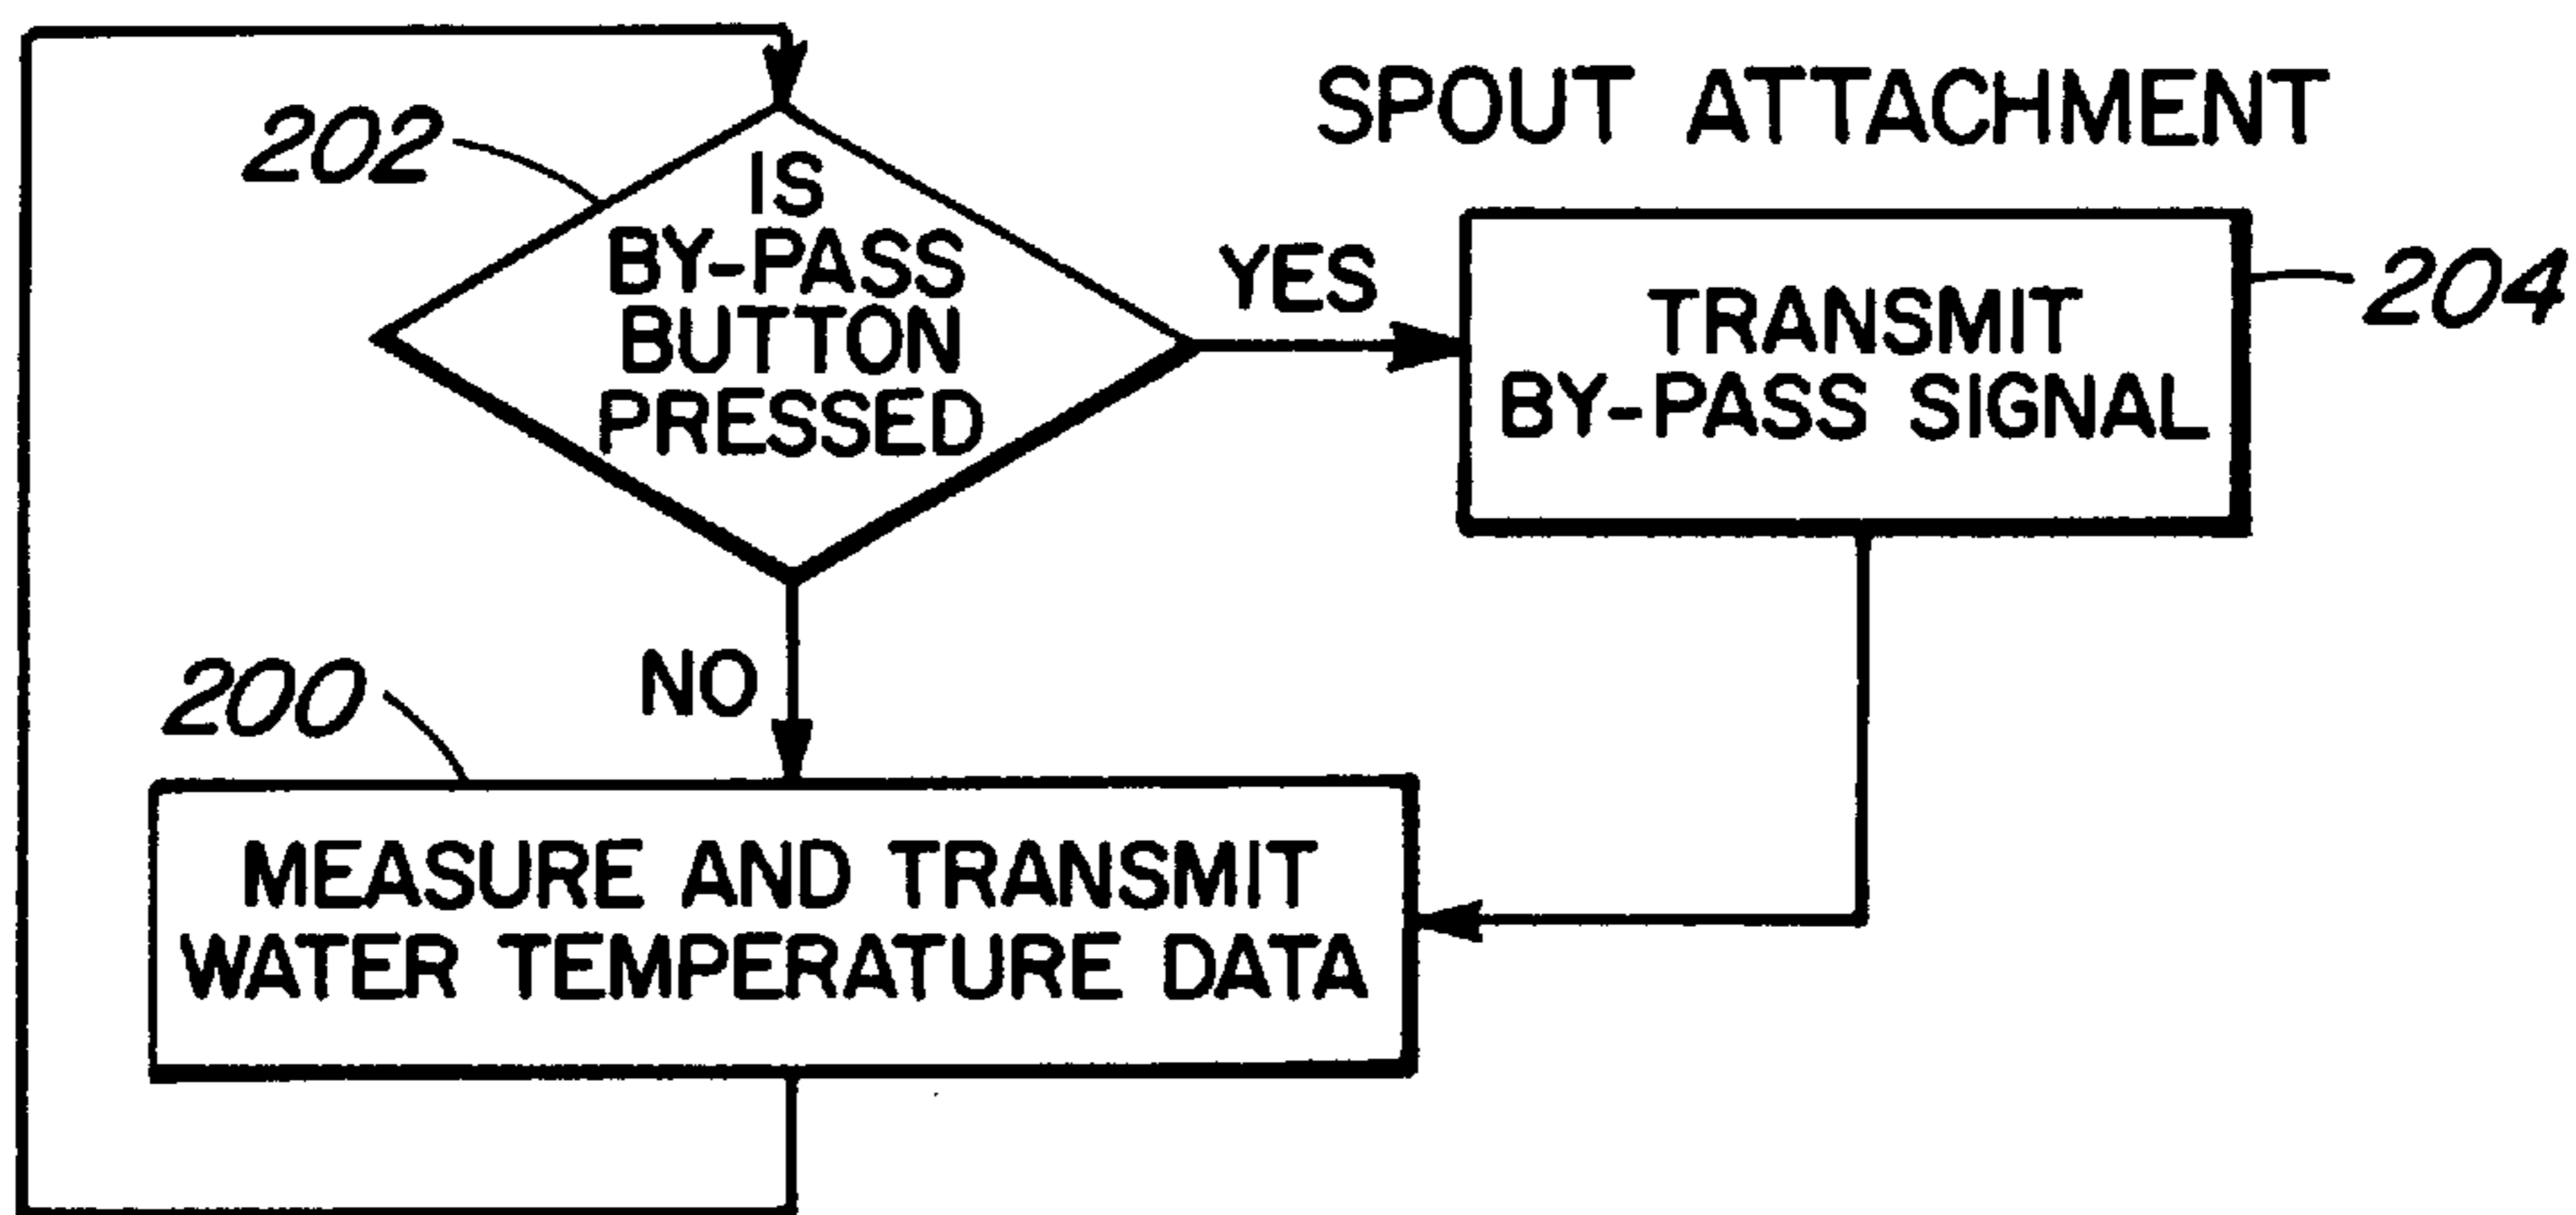 SPOUT ATTACHMENT
202
IS
BY-PASS
BUTTON
PRESSED
YES
TRANSMIT
BY-PASS SIGNAL
204
NO
200
MEASURE AND TRANSMIT
WATER TEMPERATURE DATA